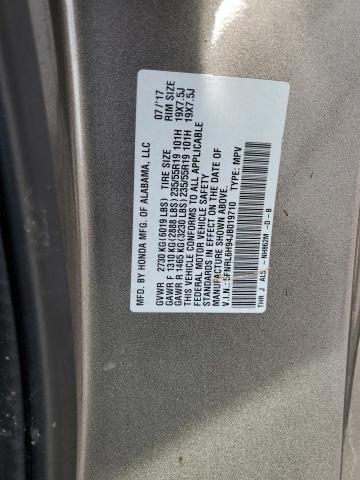 MFD. BY HONDA MFG. OF ALABAMA, LLC 07/'17
GVWR 2730 KG(6019 LBS) TIRE SIZE RIM SIZE
GAWR F 1310 KG(2888 LBS) 235/55R19 101H 19X7.5J
GAWR R 1465 KG(3230 LBS) 235/55R19 101H 19X7.5J
THIS VEHICLE CONFORMS TO ALL APPLICABLE
FEDERAL MOTOR VEHICLE SAFETY
STANDARDS IN EFFECT ON THE DATE OF
MANUFACTURE SHOWN ABOVE.
V.I.N.: 5FNRL6H94JB019710 TYPE: MPV
THR J A15 - NH862M -D -B